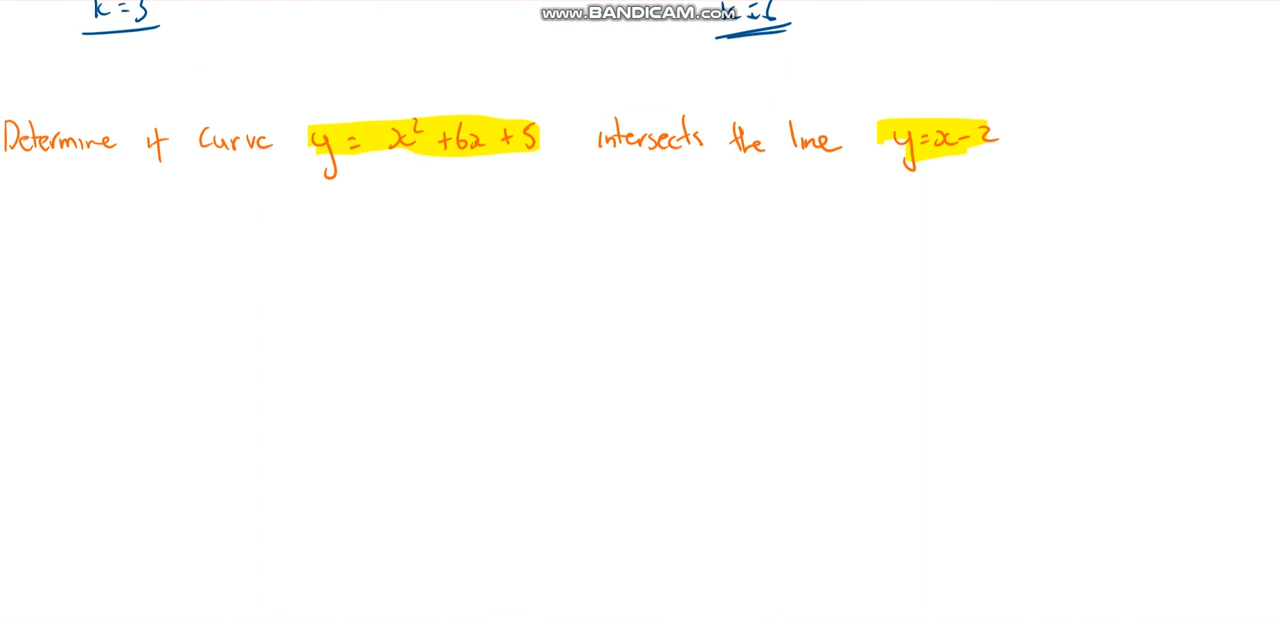 www.BANDICAM.com
k = 3
Determine if curve y = x² + 6x + 5 intersects the line y = x - 2